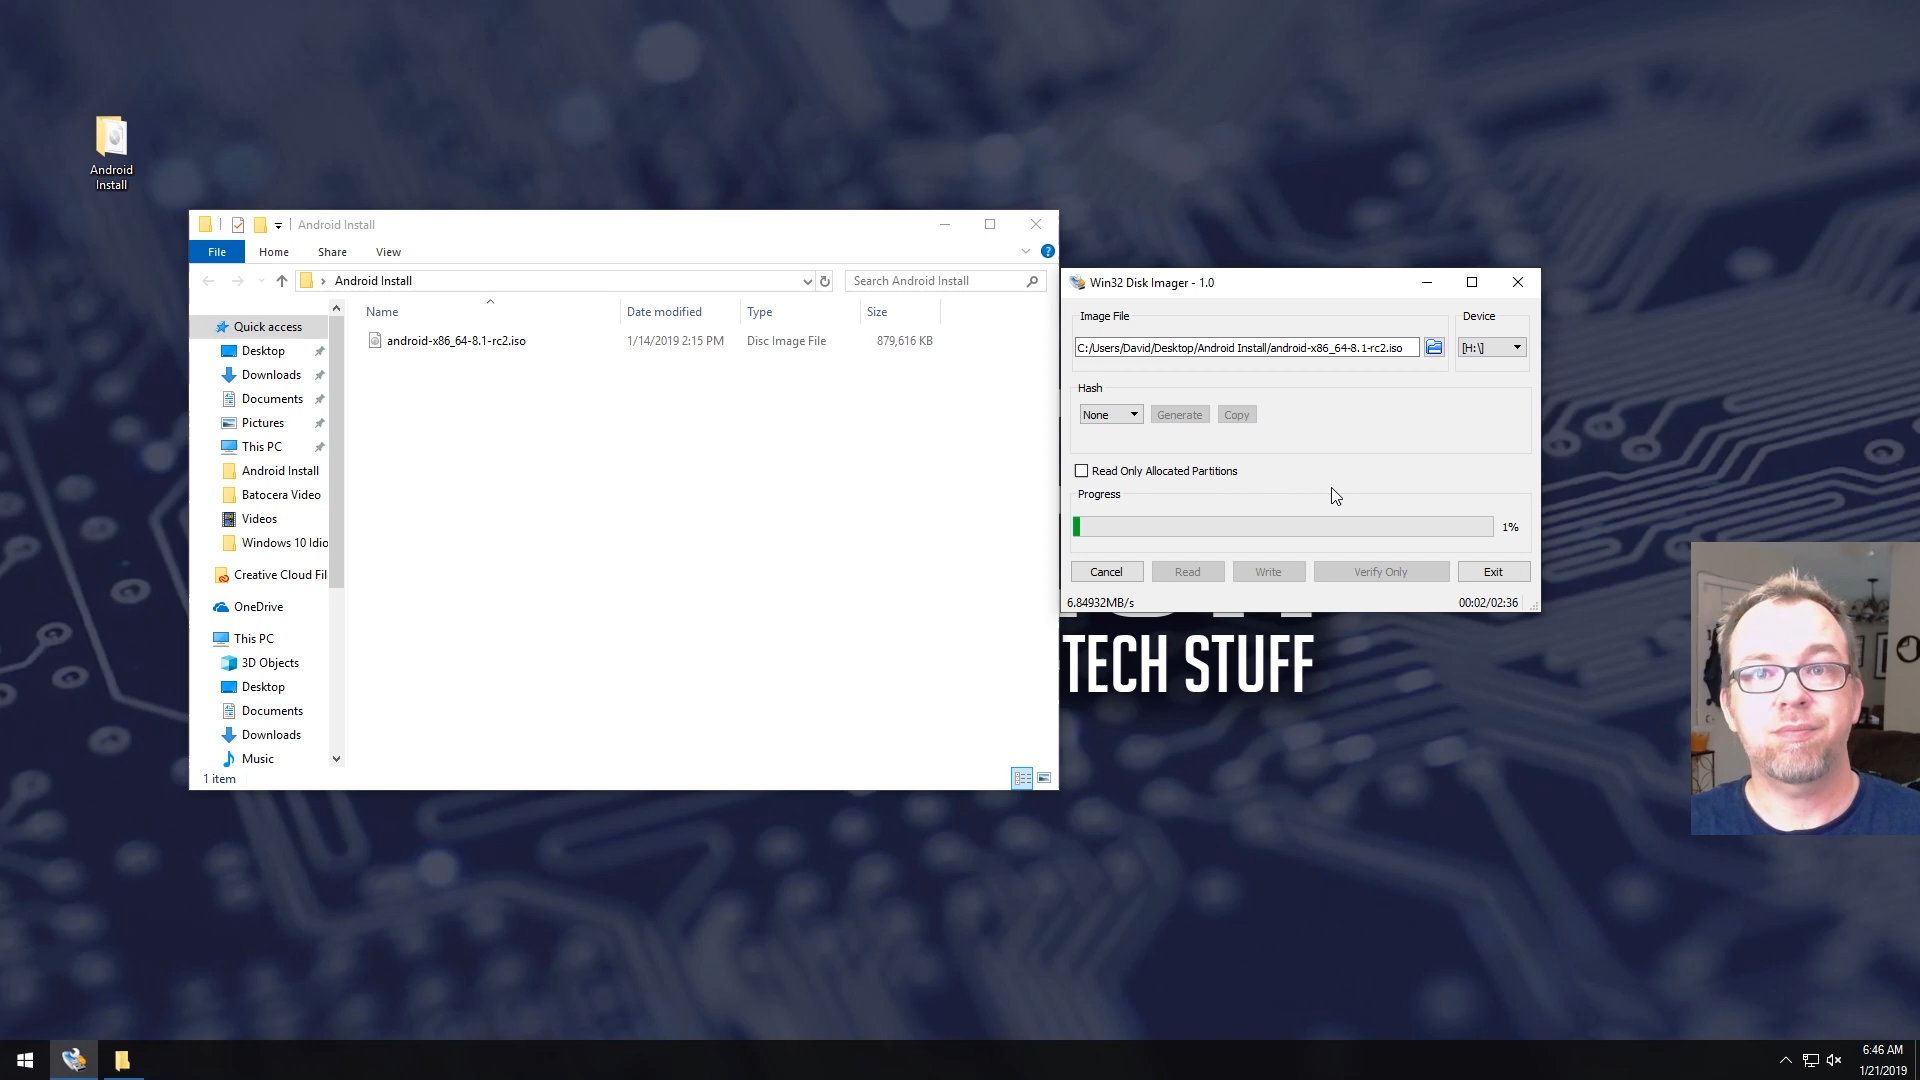 Android
Install
Android Install
File
Home
Share
View
Android Install
Search Android Install
Name
Date modified
Type
Size
android-x86_64-8.1-rc2.iso
1/14/2019 2:15 PM
Disc Image File
879,616 KB
Quick access
Desktop
Downloads
Documents
Pictures
This PC
Android Install
Batocera Video
Videos
Windows 10 Idio
Creative Cloud Fil
OneDrive
This PC
3D Objects
Desktop
Documents
Downloads
Music
1 item
Win32 Disk Imager - 1.0
Image File
Device
C:/Users/David/Desktop/Android Install/android-x86_64-8.1-rc2.iso
[H:\]
Hash
None
Generate
Copy
Read Only Allocated Partitions
Progress
1%
Cancel
Read
Write
Verify Only
Exit
6.84932MB/s
00:02/02:36
TECH STUFF
6:46 AM
1/21/2019